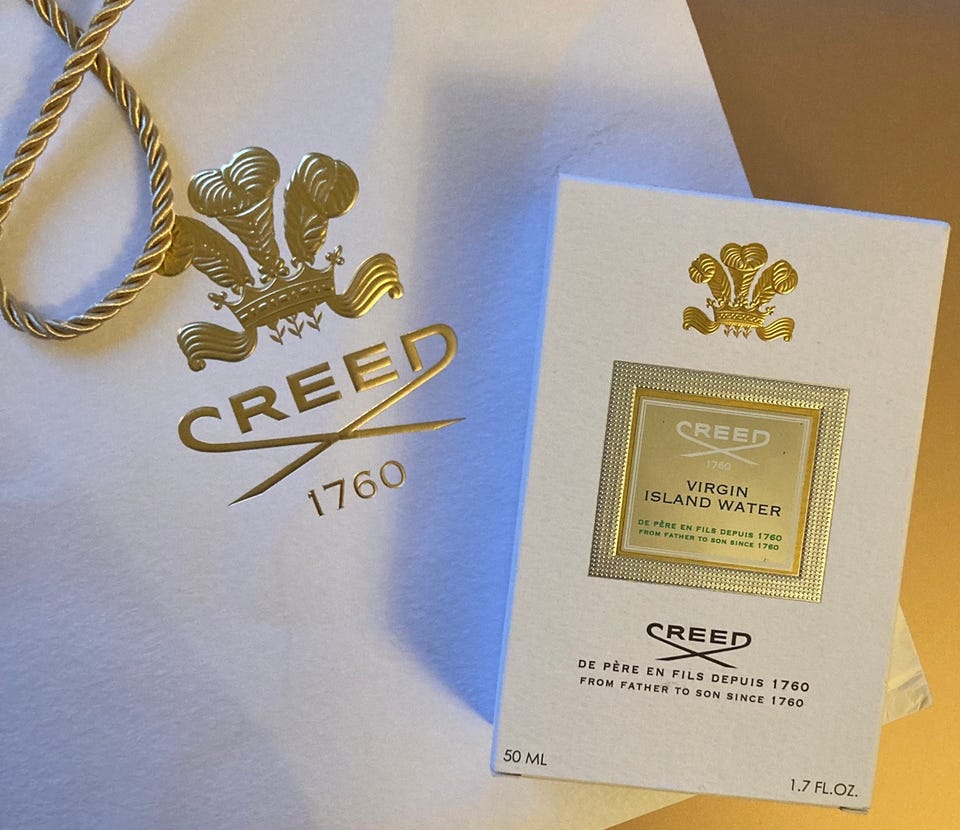 CREED
1760
CREED
1760
VIRGIN
ISLAND WATER
DE PÈRE EN FILS DEPUIS 1760
FROM FATHER TO SON SINCE 1760
CREED
DE PÈRE EN FILS DEPUIS 1760
FROM FATHER TO SON SINCE 1760
50 ML
1.7 FL.OZ.